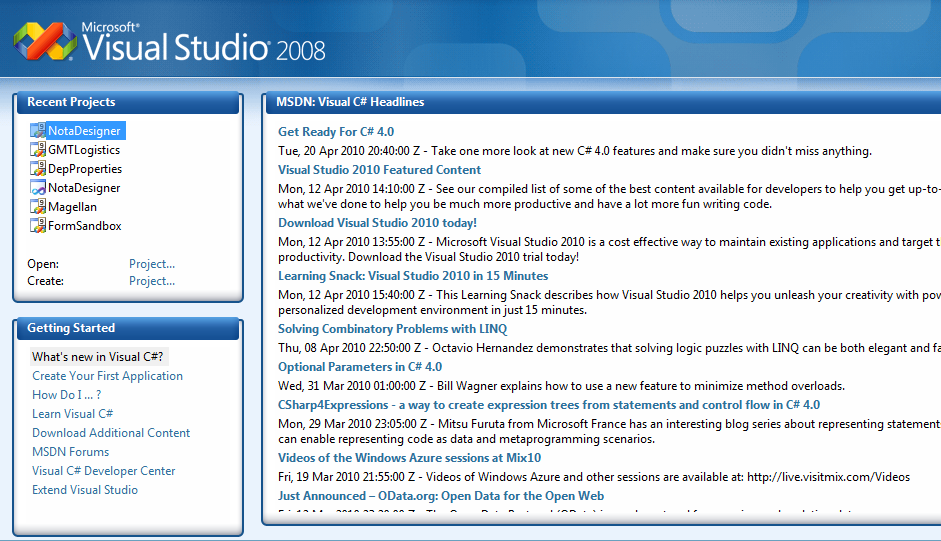 Microsoft®
Visual Studio® 2008
Recent Projects
NotaDesigner
GMTLogistics
DepProperties
NotaDesigner
Magellan
FormSandbox
Open: Project...
Create: Project...
Getting Started
What's new in Visual C#?
Create Your First Application
How Do I ... ?
Learn Visual C#
Download Additional Content
MSDN Forums
Visual C# Developer Center
Extend Visual Studio
MSDN: Visual C# Headlines
Get Ready For C# 4.0
Tue, 20 Apr 2010 20:40:00 Z - Take one more look at new C# 4.0 features and make sure you didn't miss anything.
Visual Studio 2010 Featured Content
Mon, 12 Apr 2010 14:10:00 Z - See our compiled list of some of the best content available for developers to help you get up-to-
what we've done to help you be much more productive and have a lot more fun writing code.
Download Visual Studio 2010 today!
Mon, 12 Apr 2010 13:55:00 Z - Microsoft Visual Studio 2010 is a cost effective way to maintain existing applications and target t
productivity. Download the Visual Studio 2010 trial today!
Learning Snack: Visual Studio 2010 in 15 Minutes
Mon, 12 Apr 2010 15:40:00 Z - This Learning Snack describes how Visual Studio 2010 helps you unleash your creativity with pow
personalized development environment in just 15 minutes.
Solving Combinatory Problems with LINQ
Thu, 08 Apr 2010 22:50:00 Z - Octavio Hernandez demonstrates that solving logic puzzles with LINQ can be both elegant and fa
Optional Parameters in C# 4.0
Wed, 31 Mar 2010 01:00:00 Z - Bill Wagner explains how to use a new feature to minimize method overloads.
CSharp4Expressions - a way to create expression trees from statements and control flow in C# 4.0
Mon, 29 Mar 2010 23:05:00 Z - Mitsu Furuta from Microsoft France has an interesting blog series about representing statement
can enable representing code as data and metaprogramming scenarios.
Videos of the Windows Azure sessions at Mix10
Fri, 19 Mar 2010 21:55:00 Z - Videos of Windows Azure and other sessions are available at: http://live.visitmix.com/Videos
Just Announced – OData.org: Open Data for the Open Web